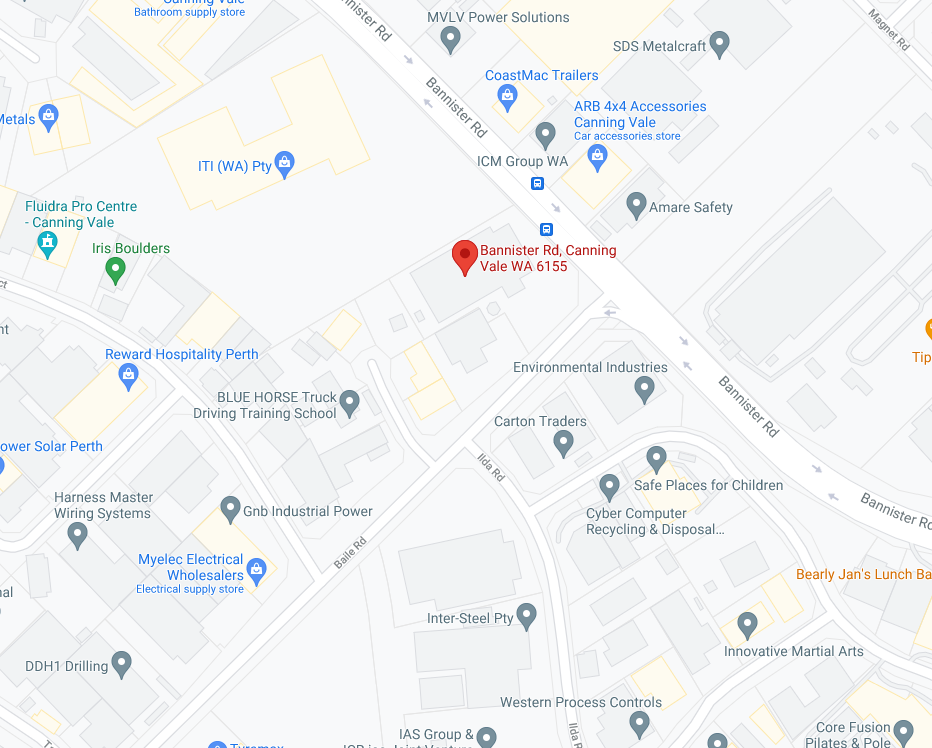 Canning Vale
Bathroom supply store
MVLV Power Solutions
Bannister Rd
Magnet Rd
SDS Metalcraft
CoastMac Trailers
Bannister Rd
ARB 4x4 Accessories
Canning Vale
Car accessories store
Metals
ICM Group WA
ITI (WA) Pty
Fluidra Pro Centre
- Canning Vale
Amare Safety
Iris Boulders
Bannister Rd, Canning
Vale WA 6155
ct
nt
Tip
Reward Hospitality Perth
Environmental Industries
BLUE HORSE Truck
Driving Training School
Bannister Rd
Carton Traders
ower Solar Perth
Ilda Rd
Safe Places for Children
Harness Master
Wiring Systems
Gnb Industrial Power
Cyber Computer
Recycling & Disposal...
Bannister Rd
Baile Rd
Myelec Electrical
Wholesalers
Electrical supply store
Bearly Jan's Lunch Ba
nal
Inter-Steel Pty
Innovative Martial Arts
DDH1 Drilling
Western Process Controls
Ilda R
IAS Group &
Core Fusion
Pilates & Pole